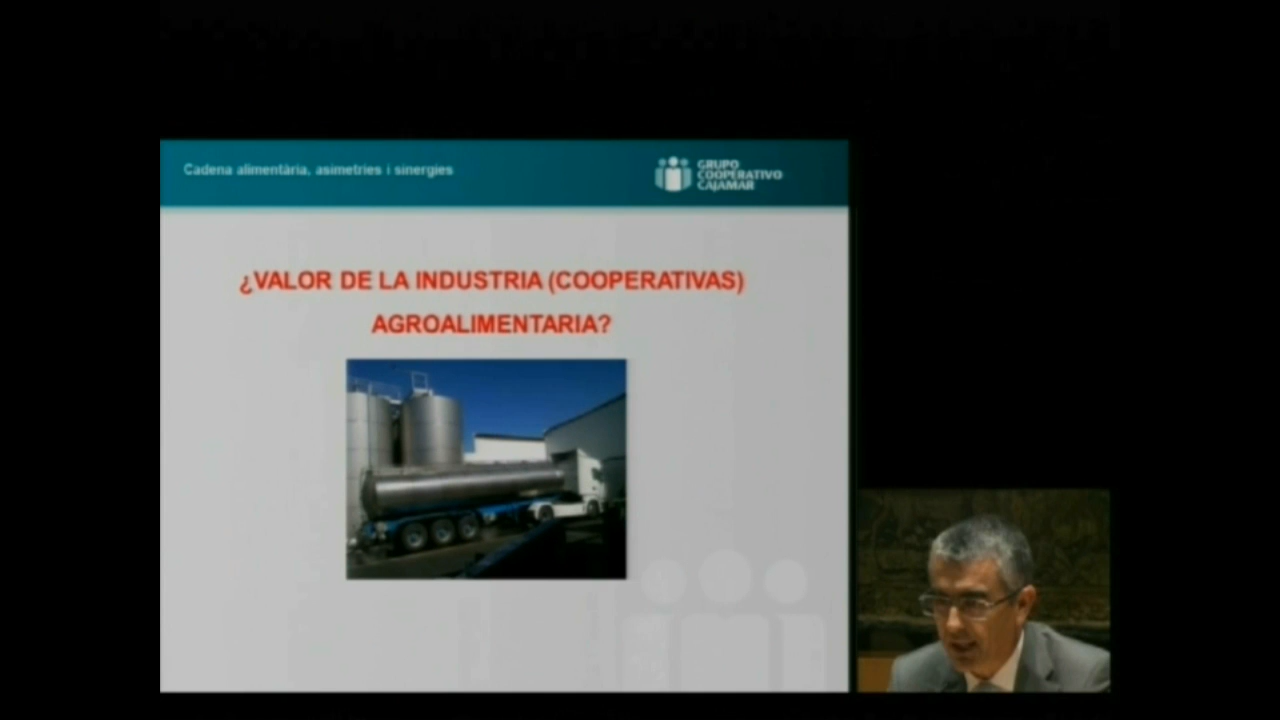 Cadena alimentària, asimetries i sinergies
GRUPO
COOPERATIVO
CAJAMAR
¿VALOR DE LA INDUSTRIA (COOPERATIVAS)
AGROALIMENTARIA?